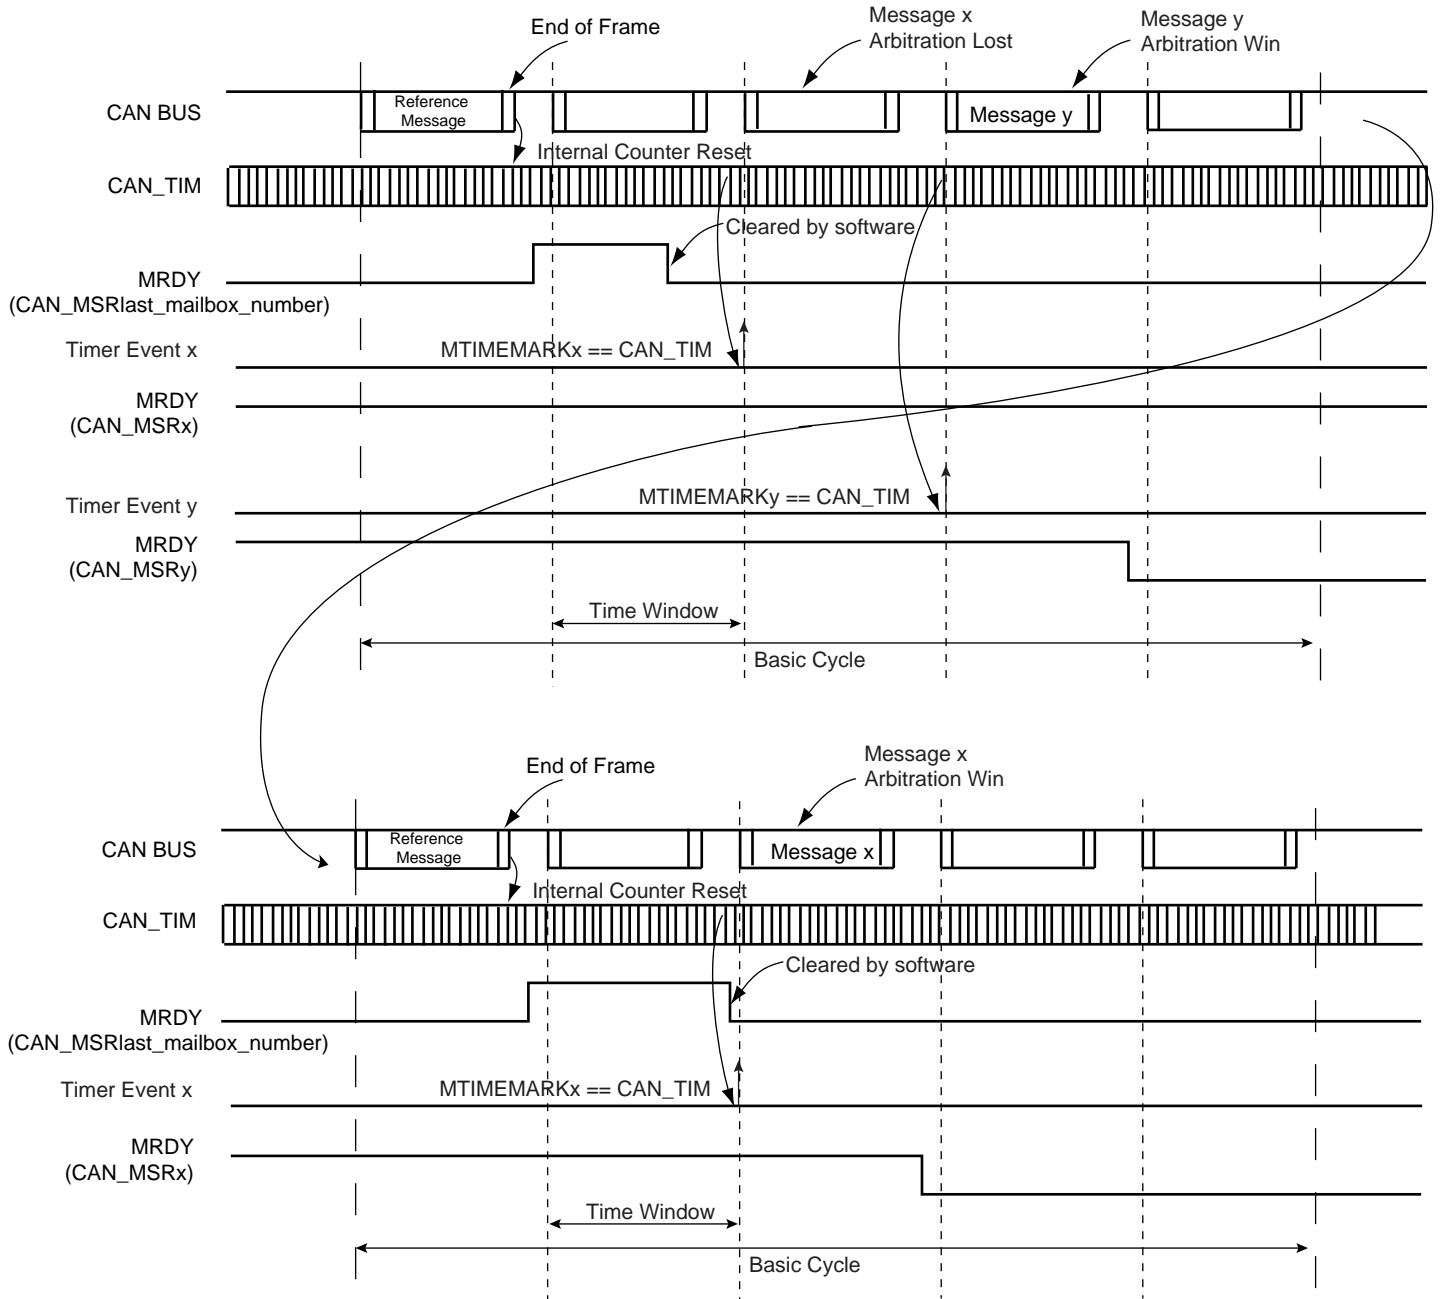 End of Frame
Message x
Arbitration Lost
Message y
Arbitration Win
CAN BUS
Reference
Message
Message y
Internal Counter Reset
CAN_TIM
Cleared by software
MRDY
(CAN_MSRlast_mailbox_number)
Timer Event x
MTIMEMARKx == CAN_TIM
MRDY
(CAN_MSRx)
Timer Event y
MTIMEMARKy == CAN_TIM
MRDY
(CAN_MSRy)
Time Window
Basic Cycle
End of Frame
Message x
Arbitration Win
CAN BUS
Reference
Message
Message x
Internal Counter Reset
CAN_TIM
Cleared by software
MRDY
(CAN_MSRlast_mailbox_number)
Timer Event x
MTIMEMARKx == CAN_TIM
MRDY
(CAN_MSRx)
Time Window
Basic Cycle